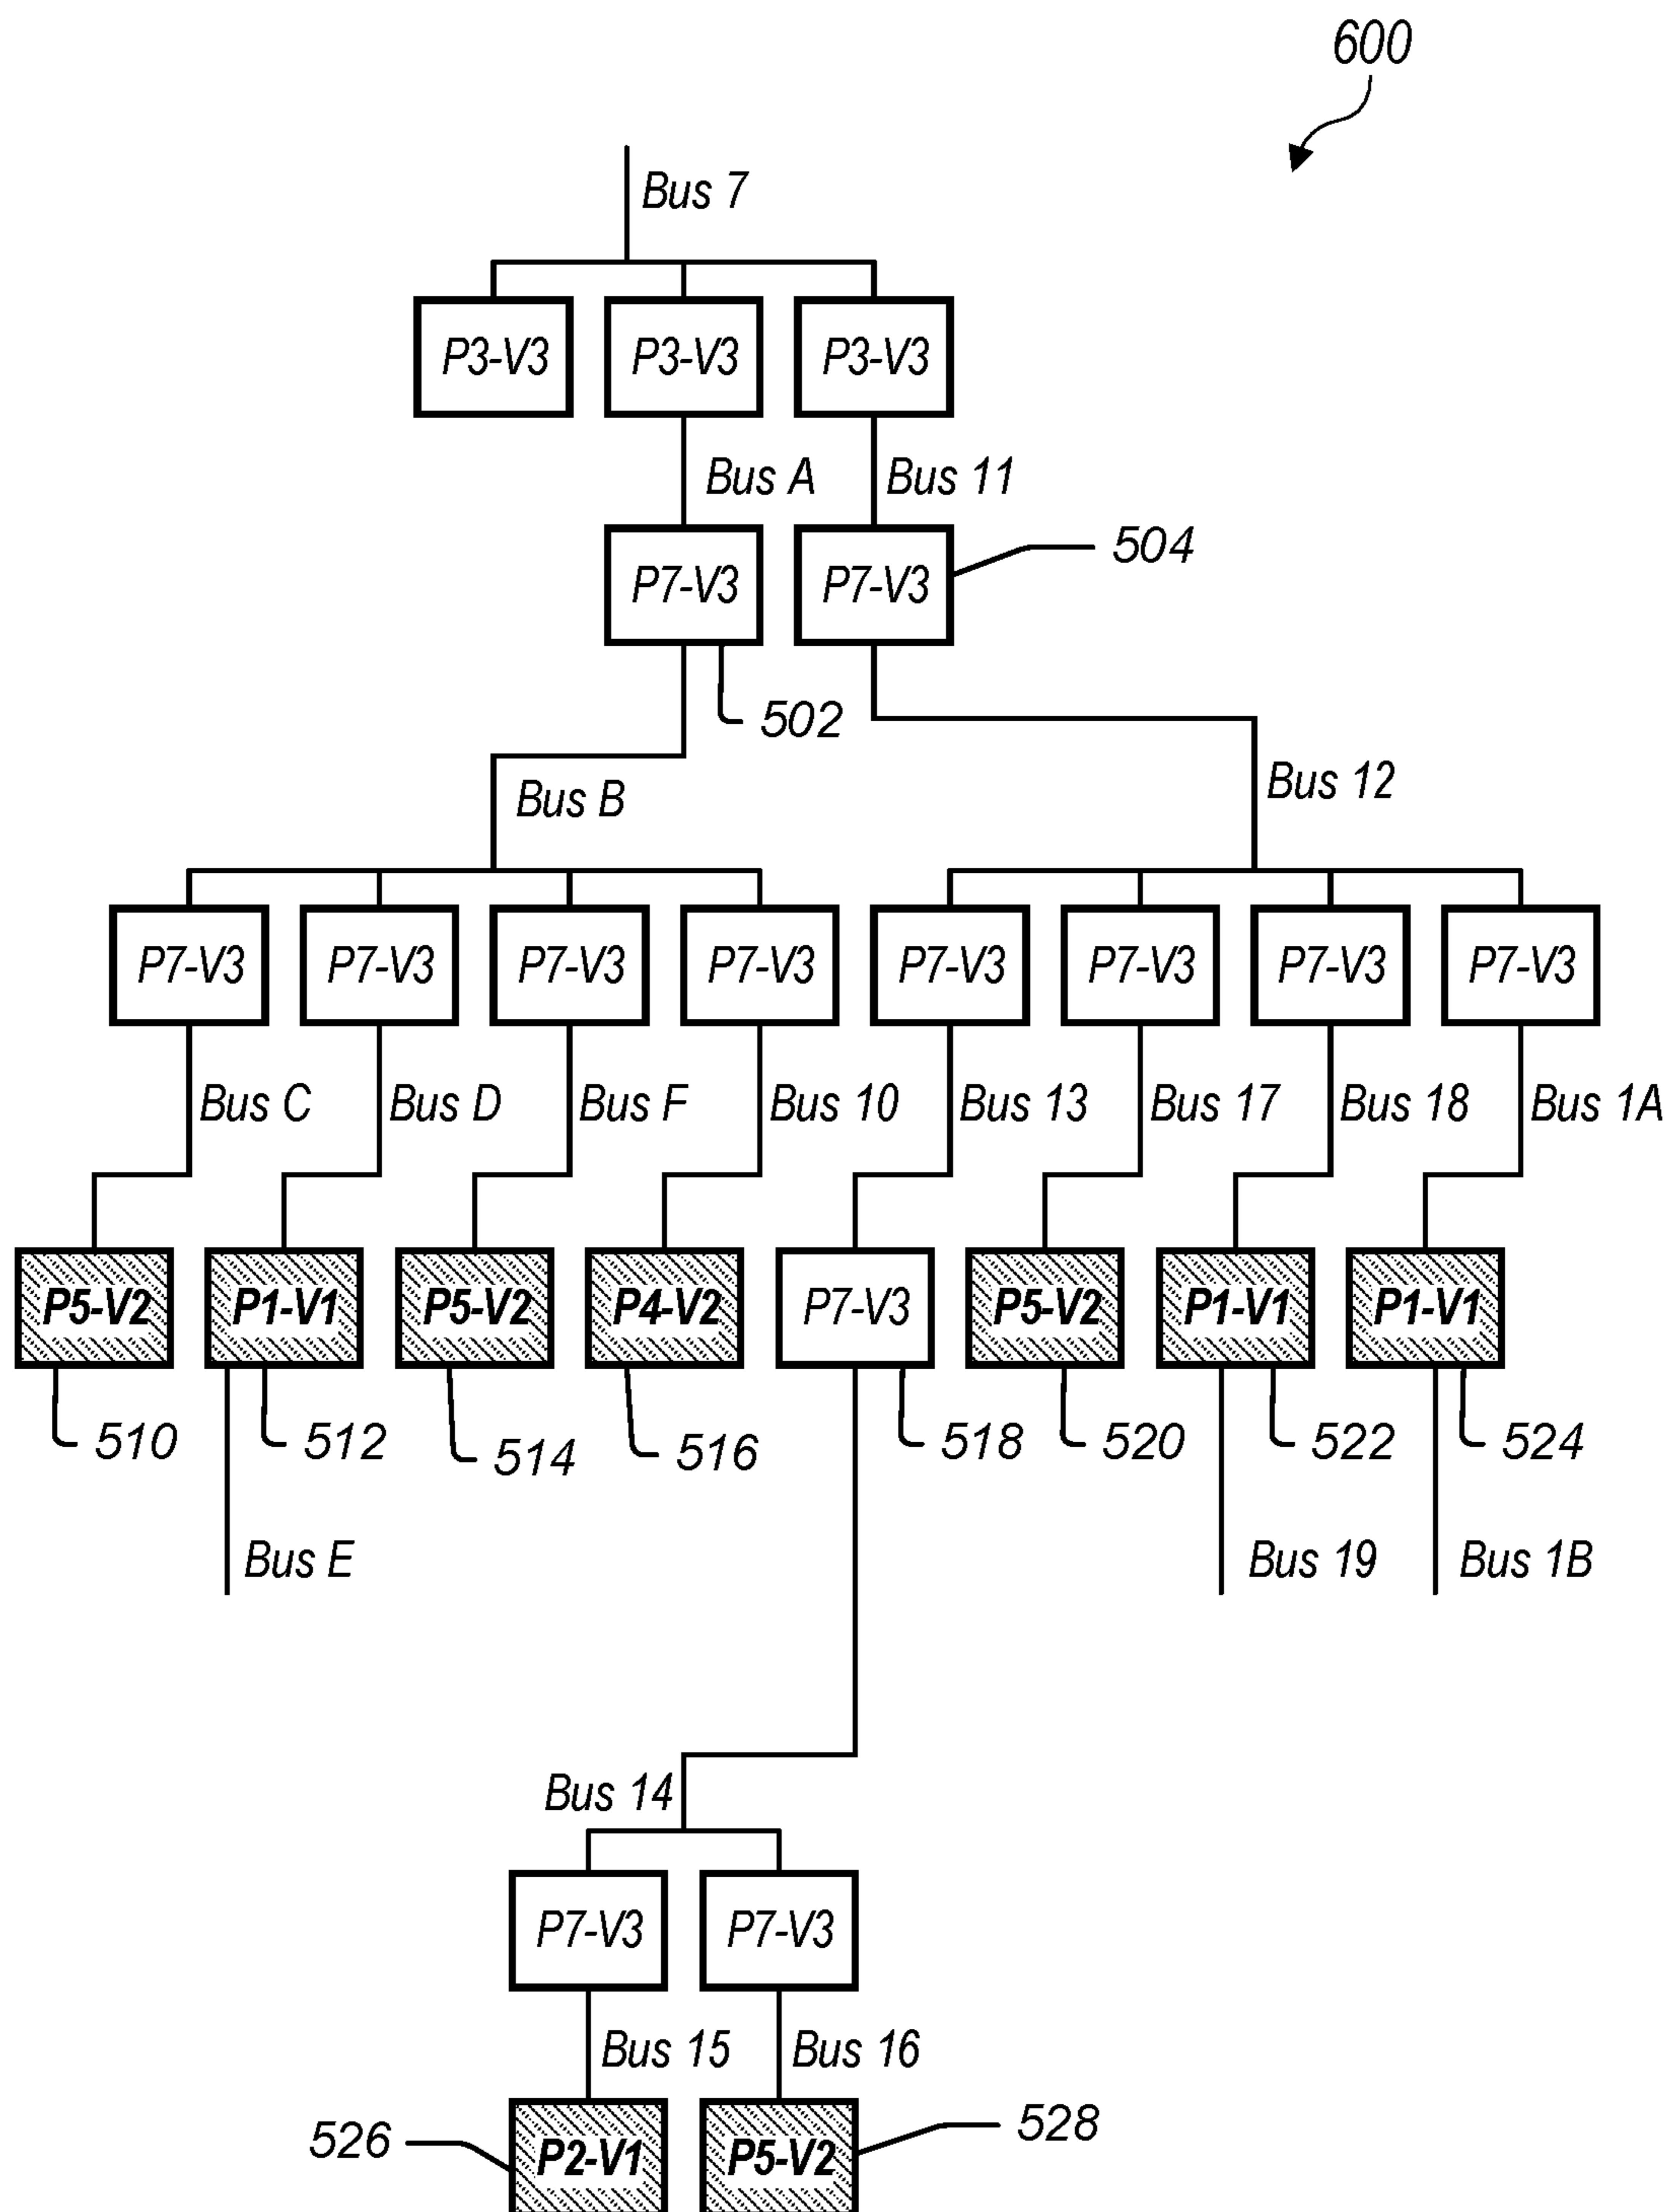 600
Bus 7
P3-V3 P3-V3 P3-V3
Bus A Bus 11
504
P7-V3 P7-V3
502
Bus B Bus 12
P7-V3 P7-V3 P7-V3 P7-V3 P7-V3 P7-V3 P7-V3 P7-V3
Bus C Bus D Bus F Bus 10 Bus 13 Bus 17 Bus 18 Bus 1A
P5-V2 P1-V1 P5-V2 P4-V2 P7-V3 P5-V2 P1-V1 P1-V1
510 512 514 516 518 520 522 524
Bus E Bus 19 Bus 1B
Bus 14
P7-V3 P7-V3
Bus 15 Bus 16
526 P2-V1 P5-V2 528